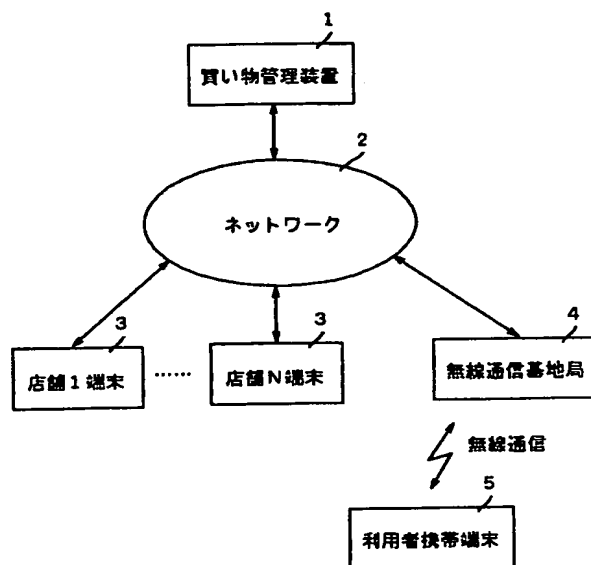 1
買い物管理装置
2
ネットワーク
3
店舗1端末
……
3
店舗N端末
4
無線通信基地局
無線通信
5
利用者携帯端末